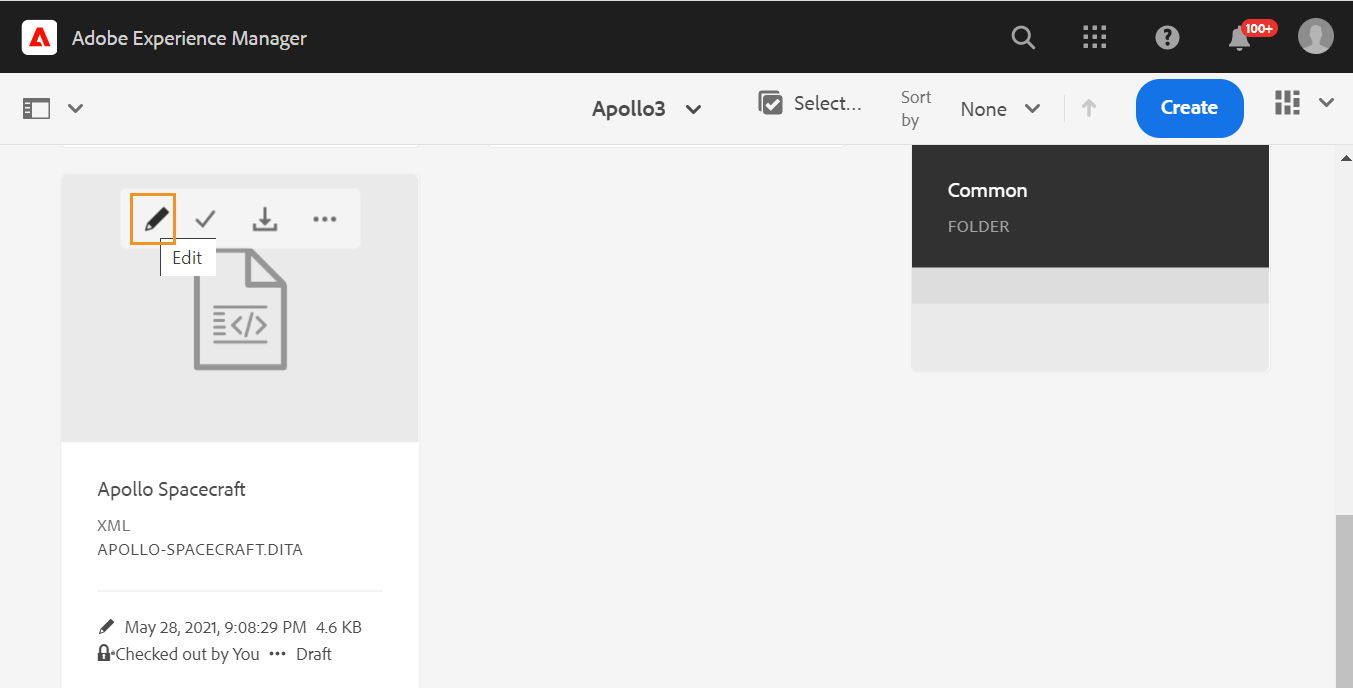 Adobe Experience Manager
100+
Apollo3
Select...
Sort
by
None
Create
Edit
</>
Common
FOLDER
Apollo Spacecraft
XML
APOLLO-SPACECRAFT.DITA
May 28, 2021, 9:08:29 PM 4.6 KB
Checked out by You ••• Draft